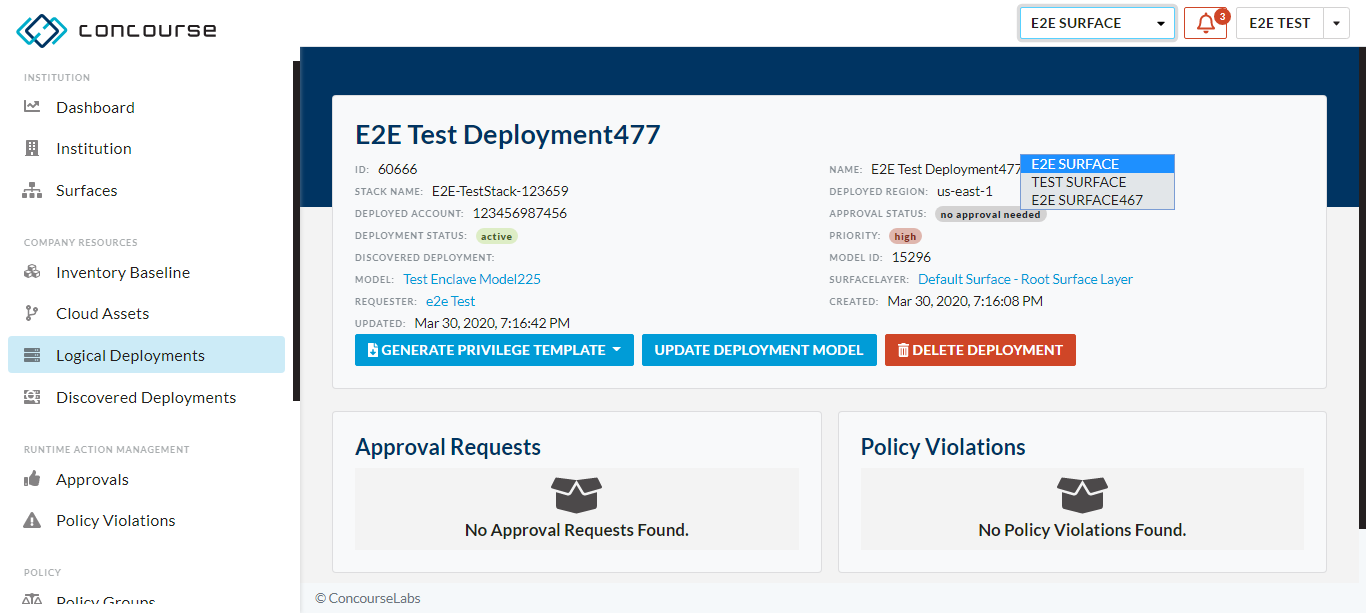 concourse
E2E SURFACE
3
E2E TEST
INSTITUTION
Dashboard
Institution
Surfaces
COMPANY RESOURCES
Inventory Baseline
Cloud Assets
Logical Deployments
Discovered Deployments
RUNTIME ACTION MANAGEMENT
Approvals
Policy Violations
POLICY
Policy Groups
E2E Test Deployment477
ID: 60666
STACK NAME: E2E-TestStack-123659
DEPLOYED ACCOUNT: 123456987456
DEPLOYMENT STATUS: active
DISCOVERED DEPLOYMENT:
MODEL: Test Enclave Model225
REQUESTER: e2e Test
UPDATED: Mar 30, 2020, 7:16:42 PM
NAME: E2E Test Deployment477
DEPLOYED REGION: us-east-1
APPROVAL STATUS: no approval needed
PRIORITY: high
MODEL ID: 15296
SURFACELAYER: Default Surface - Root Surface Layer
CREATED: Mar 30, 2020, 7:16:08 PM
E2E SURFACE
TEST SURFACE
E2E SURFACE467
GENERATE PRIVILEGE TEMPLATE
UPDATE DEPLOYMENT MODEL
DELETE DEPLOYMENT
Approval Requests
No Approval Requests Found.
Policy Violations
No Policy Violations Found.
© ConcourseLabs